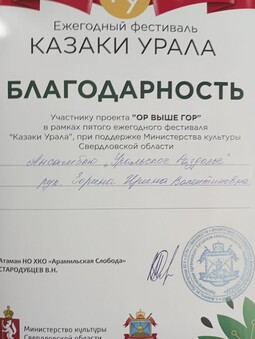 Ежегодный фестиваль
КАЗАКИ УРАЛА
БЛАГОДАРНОСТЬ
Участнику проекта "ОР ВЫШЕ ГОР"
в рамках пятого ежегодного фестиваля
"Казаки Урала", при поддержке Министерства культуры
Свердловской области
Ансамблю "Уральское раздолье"
рук. Зорина Ирина Валентиновна
Атаман НО ХКО «Арамильская Слобода»
СТАРОДУБЦЕВ В.Н.
Министерство культуры
Свердловской области